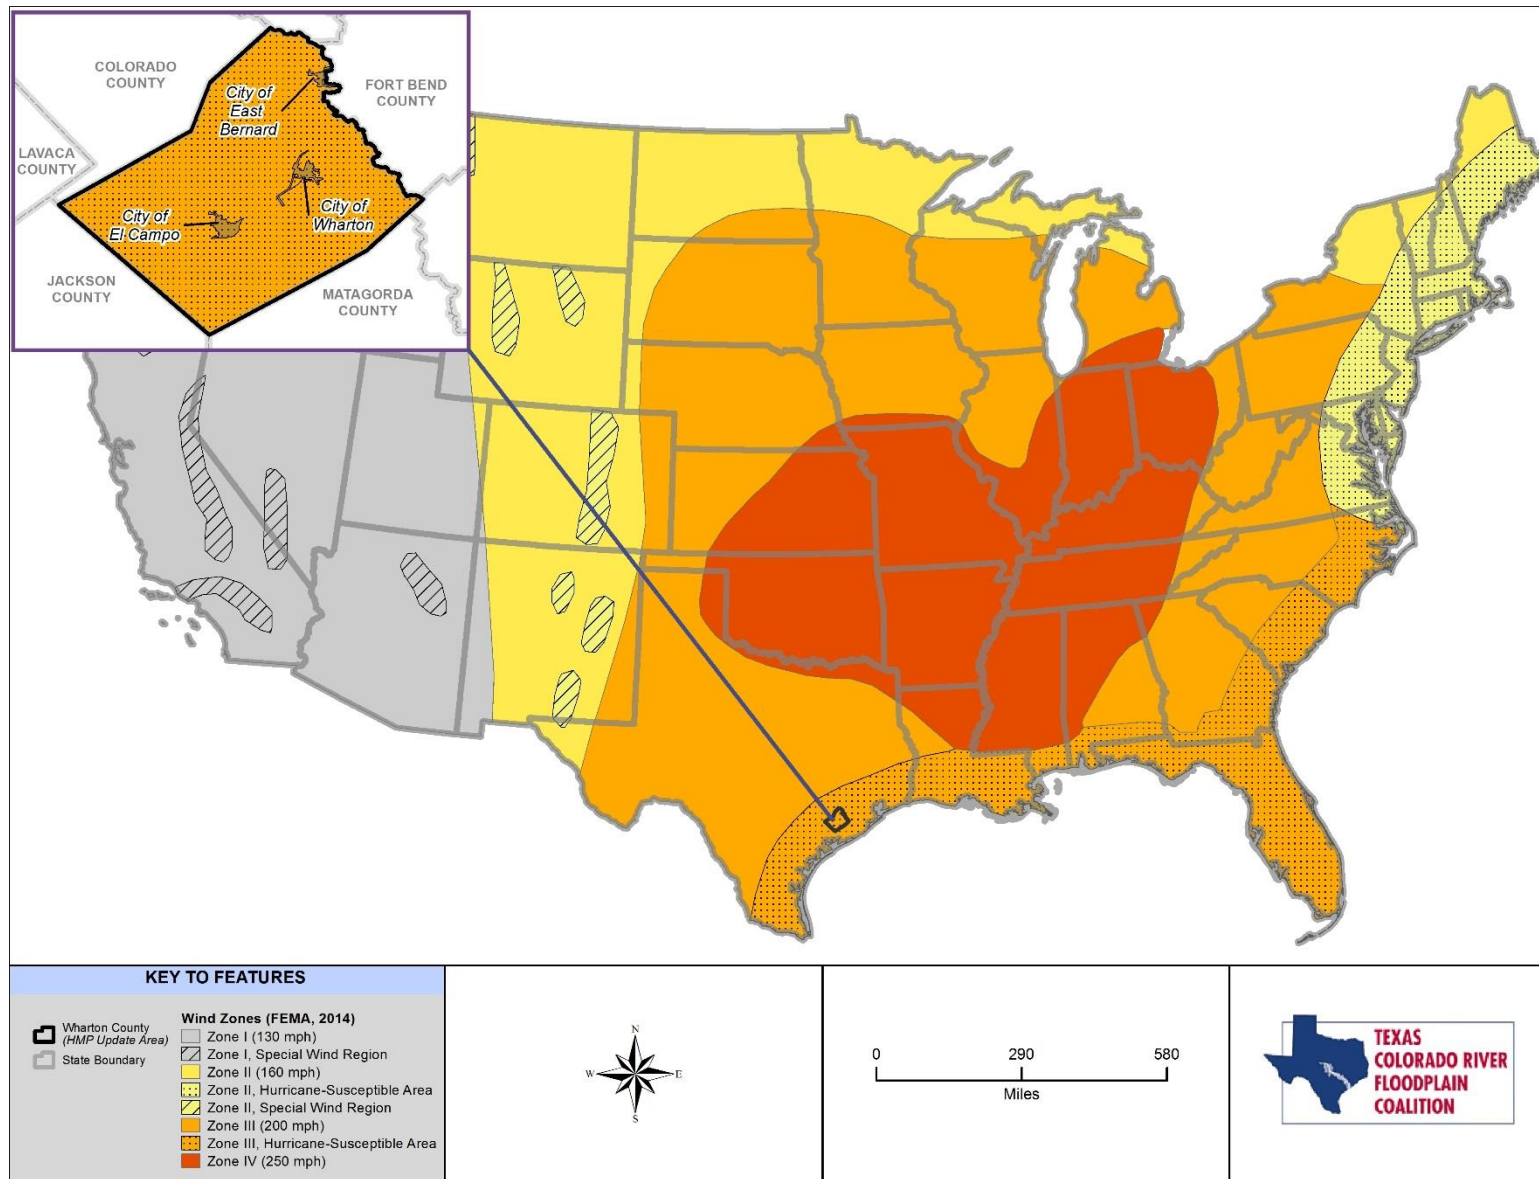 COLORADO
COUNTY
FORT BEND
COUNTY
City of
East
Bernard
LAVACA
COUNTY
City of
El Campo
City of
Wharton
JACKSON
COUNTY
MATAGORDA
COUNTY
KEY TO FEATURES
Wharton County
(HMP Update Area)
State Boundary
Wind Zones (FEMA, 2014)
Zone I (130 mph)
Zone I, Special Wind Region
Zone II (160 mph)
Zone II, Hurricane-Susceptible Area
Zone II, Special Wind Region
Zone III (200 mph)
Zone III, Hurricane-Susceptible Area
Zone IV (250 mph)
N
W E
S
0 290 580
Miles
TEXAS
COLORADO RIVER
FLOODPLAIN
COALITION